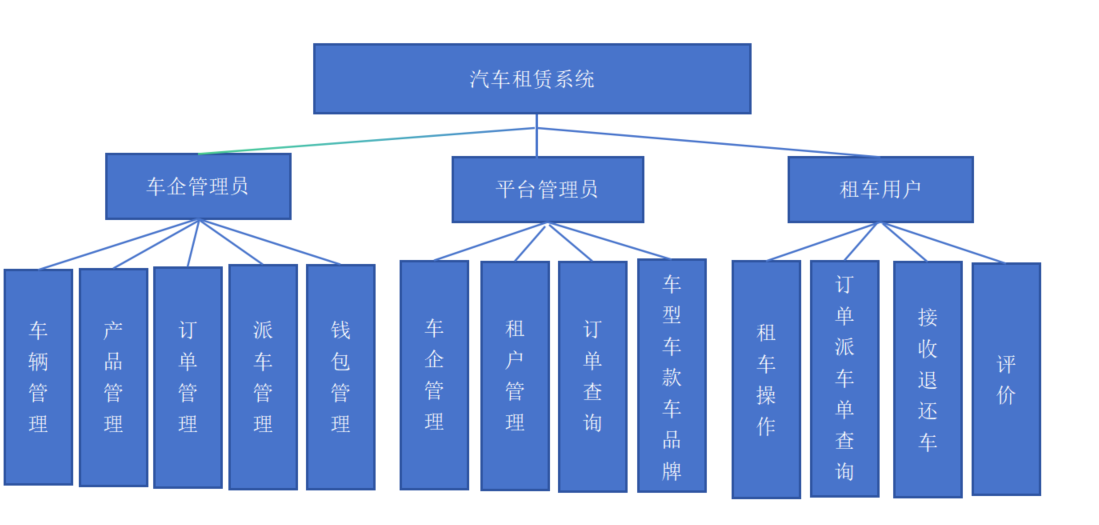 汽车租赁系统
车企管理员
平台管理员
租车用户
车辆管理
产品管理
订单管理
派车管理
钱包管理
车企管理
租户管理
订单查询
车型车款车品牌
租车操作
订单派车单查询
接收退还车
评价